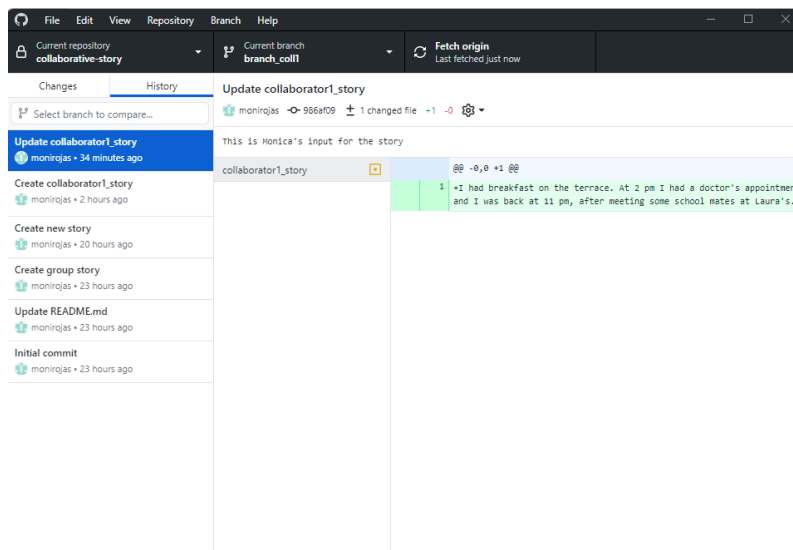 File Edit View Repository Branch Help
Current repository
collaborative-story
Current branch
branch_coll1
Fetch origin
Last fetched just now
Changes History
Select branch to compare...
Update collaborator1_story
monirojas • 34 minutes ago
Create collaborator1_story
monirojas • 2 hours ago
Create new story
monirojas • 20 hours ago
Create group story
monirojas • 23 hours ago
Update README.md
monirojas • 23 hours ago
Initial commit
monirojas • 23 hours ago
Update collaborator1_story
monirojas 986af09 1 changed file +1 -0
This is Monica's input for the story
collaborator1_story
@@ -0,0 +1 @@
1 +I had breakfast on the terrace. At 2 pm I had a doctor's appointmen
and I was back at 11 pm, after meeting some school mates at Laura's.